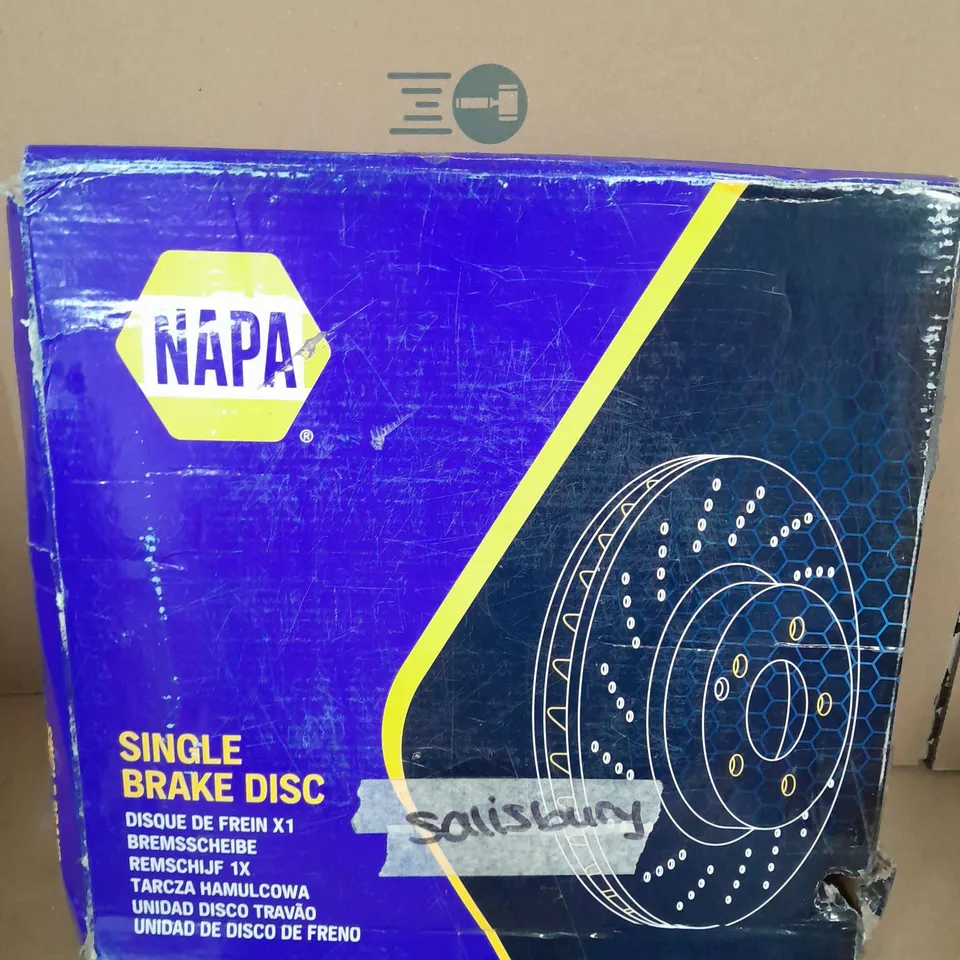 NAPA
®
SINGLE
BRAKE DISC
DISQUE DE FREIN X1
BREMSSCHEIBE
REMSCHIJF 1X
TARCZA HAMULCOWA
UNIDAD DISCO TRAVÃO
UNIDAD DE DISCO DE FRENO
Salisbury